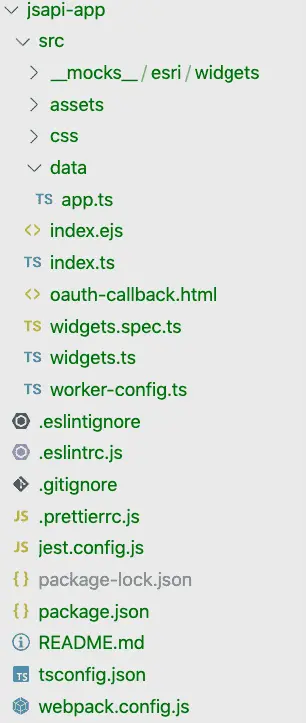 jsapi-app
src
__mocks__/esri/widgets
assets
css
data
TS app.ts
<> index.ejs
TS index.ts
<> oauth-callback.html
TS widgets.spec.ts
TS widgets.ts
TS worker-config.ts
.eslintignore
.eslintrc.js
.gitignore
JS .prettierrc.js
JS jest.config.js
{} package-lock.json
{} package.json
README.md
TS tsconfig.json
webpack.config.js